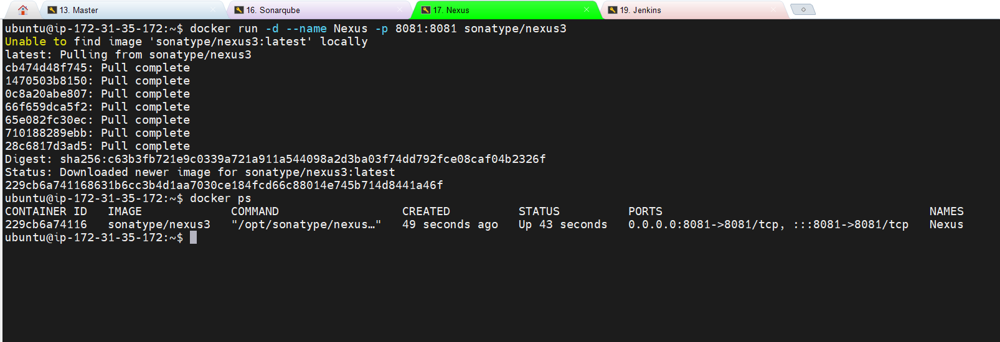 13. Master
16. Sonarqube
17. Nexus
19. Jenkins
ubuntu@ip-172-31-35-172:~$ docker run -d --name Nexus -p 8081:8081 sonatype/nexus3
Unable to find image 'sonatype/nexus3:latest' locally
latest: Pulling from sonatype/nexus3
cb474d48f745: Pull complete
1470503b8150: Pull complete
0c8a20abe807: Pull complete
66f659dca5f2: Pull complete
65e082fc30ec: Pull complete
710188289ebb: Pull complete
28c6817d3ad5: Pull complete
Digest: sha256:c63b3fb721e9c0339a721a911a544098a2d3ba03f74dd792fce08caf04b2326f
Status: Downloaded newer image for sonatype/nexus3:latest
229cb6a741168631b6cc3b4d1aa7030ce184fcd66c88014e745b714d8441a46f
ubuntu@ip-172-31-35-172:~$ docker ps
CONTAINER ID   IMAGE             COMMAND                  CREATED          STATUS          PORTS                                       NAMES
229cb6a74116   sonatype/nexus3   "/opt/sonatype/nexus…"   49 seconds ago   Up 43 seconds   0.0.0.0:8081->8081/tcp, :::8081->8081/tcp   Nexus
ubuntu@ip-172-31-35-172:~$